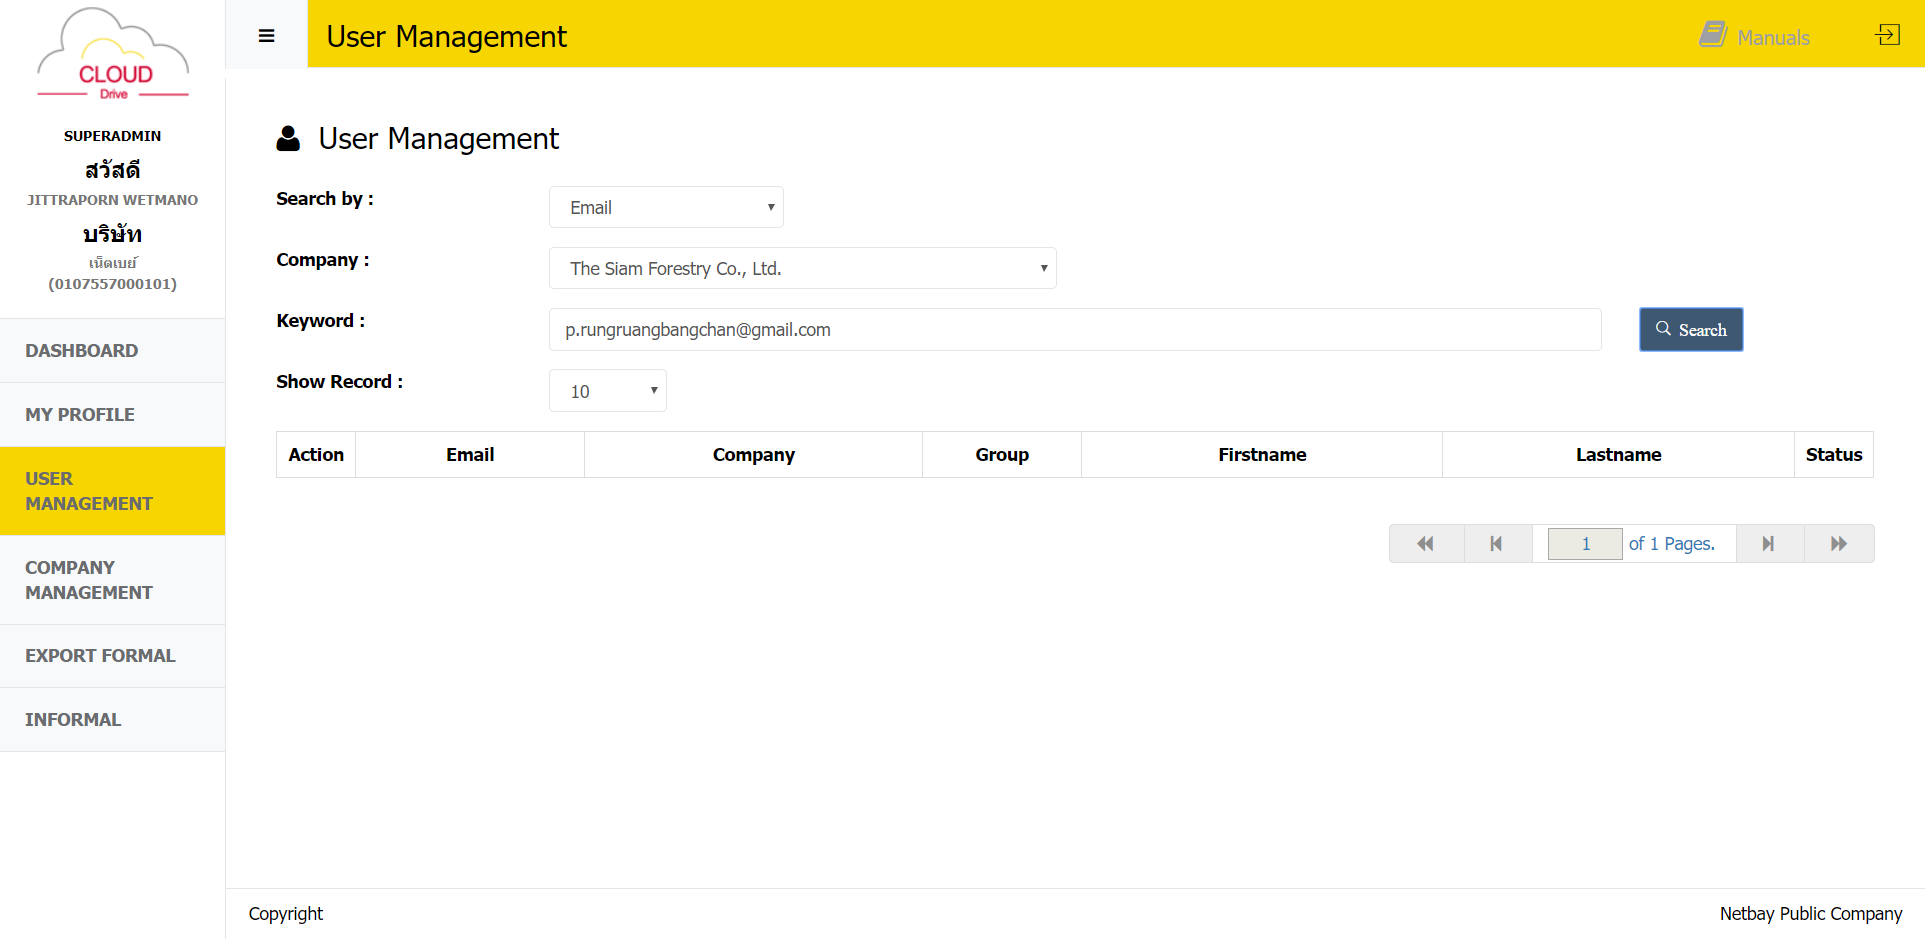 CLOUD
Drive
SUPERADMIN
สวัสดี
JITTRAPORN WETMANO
บริษัท
เน็ตเบย์
(0107557000101)
DASHBOARD
MY PROFILE
USER
MANAGEMENT
COMPANY
MANAGEMENT
EXPORT FORMAL
INFORMAL
User Management
Manuals
User Management
Search by :
Email
Company :
The Siam Forestry Co., Ltd.
Keyword :
p.rungruangbangchan@gmail.com
Search
Show Record :
10
Action Email Company Group Firstname Lastname Status
1 of 1 Pages.
Copyright
Netbay Public Company